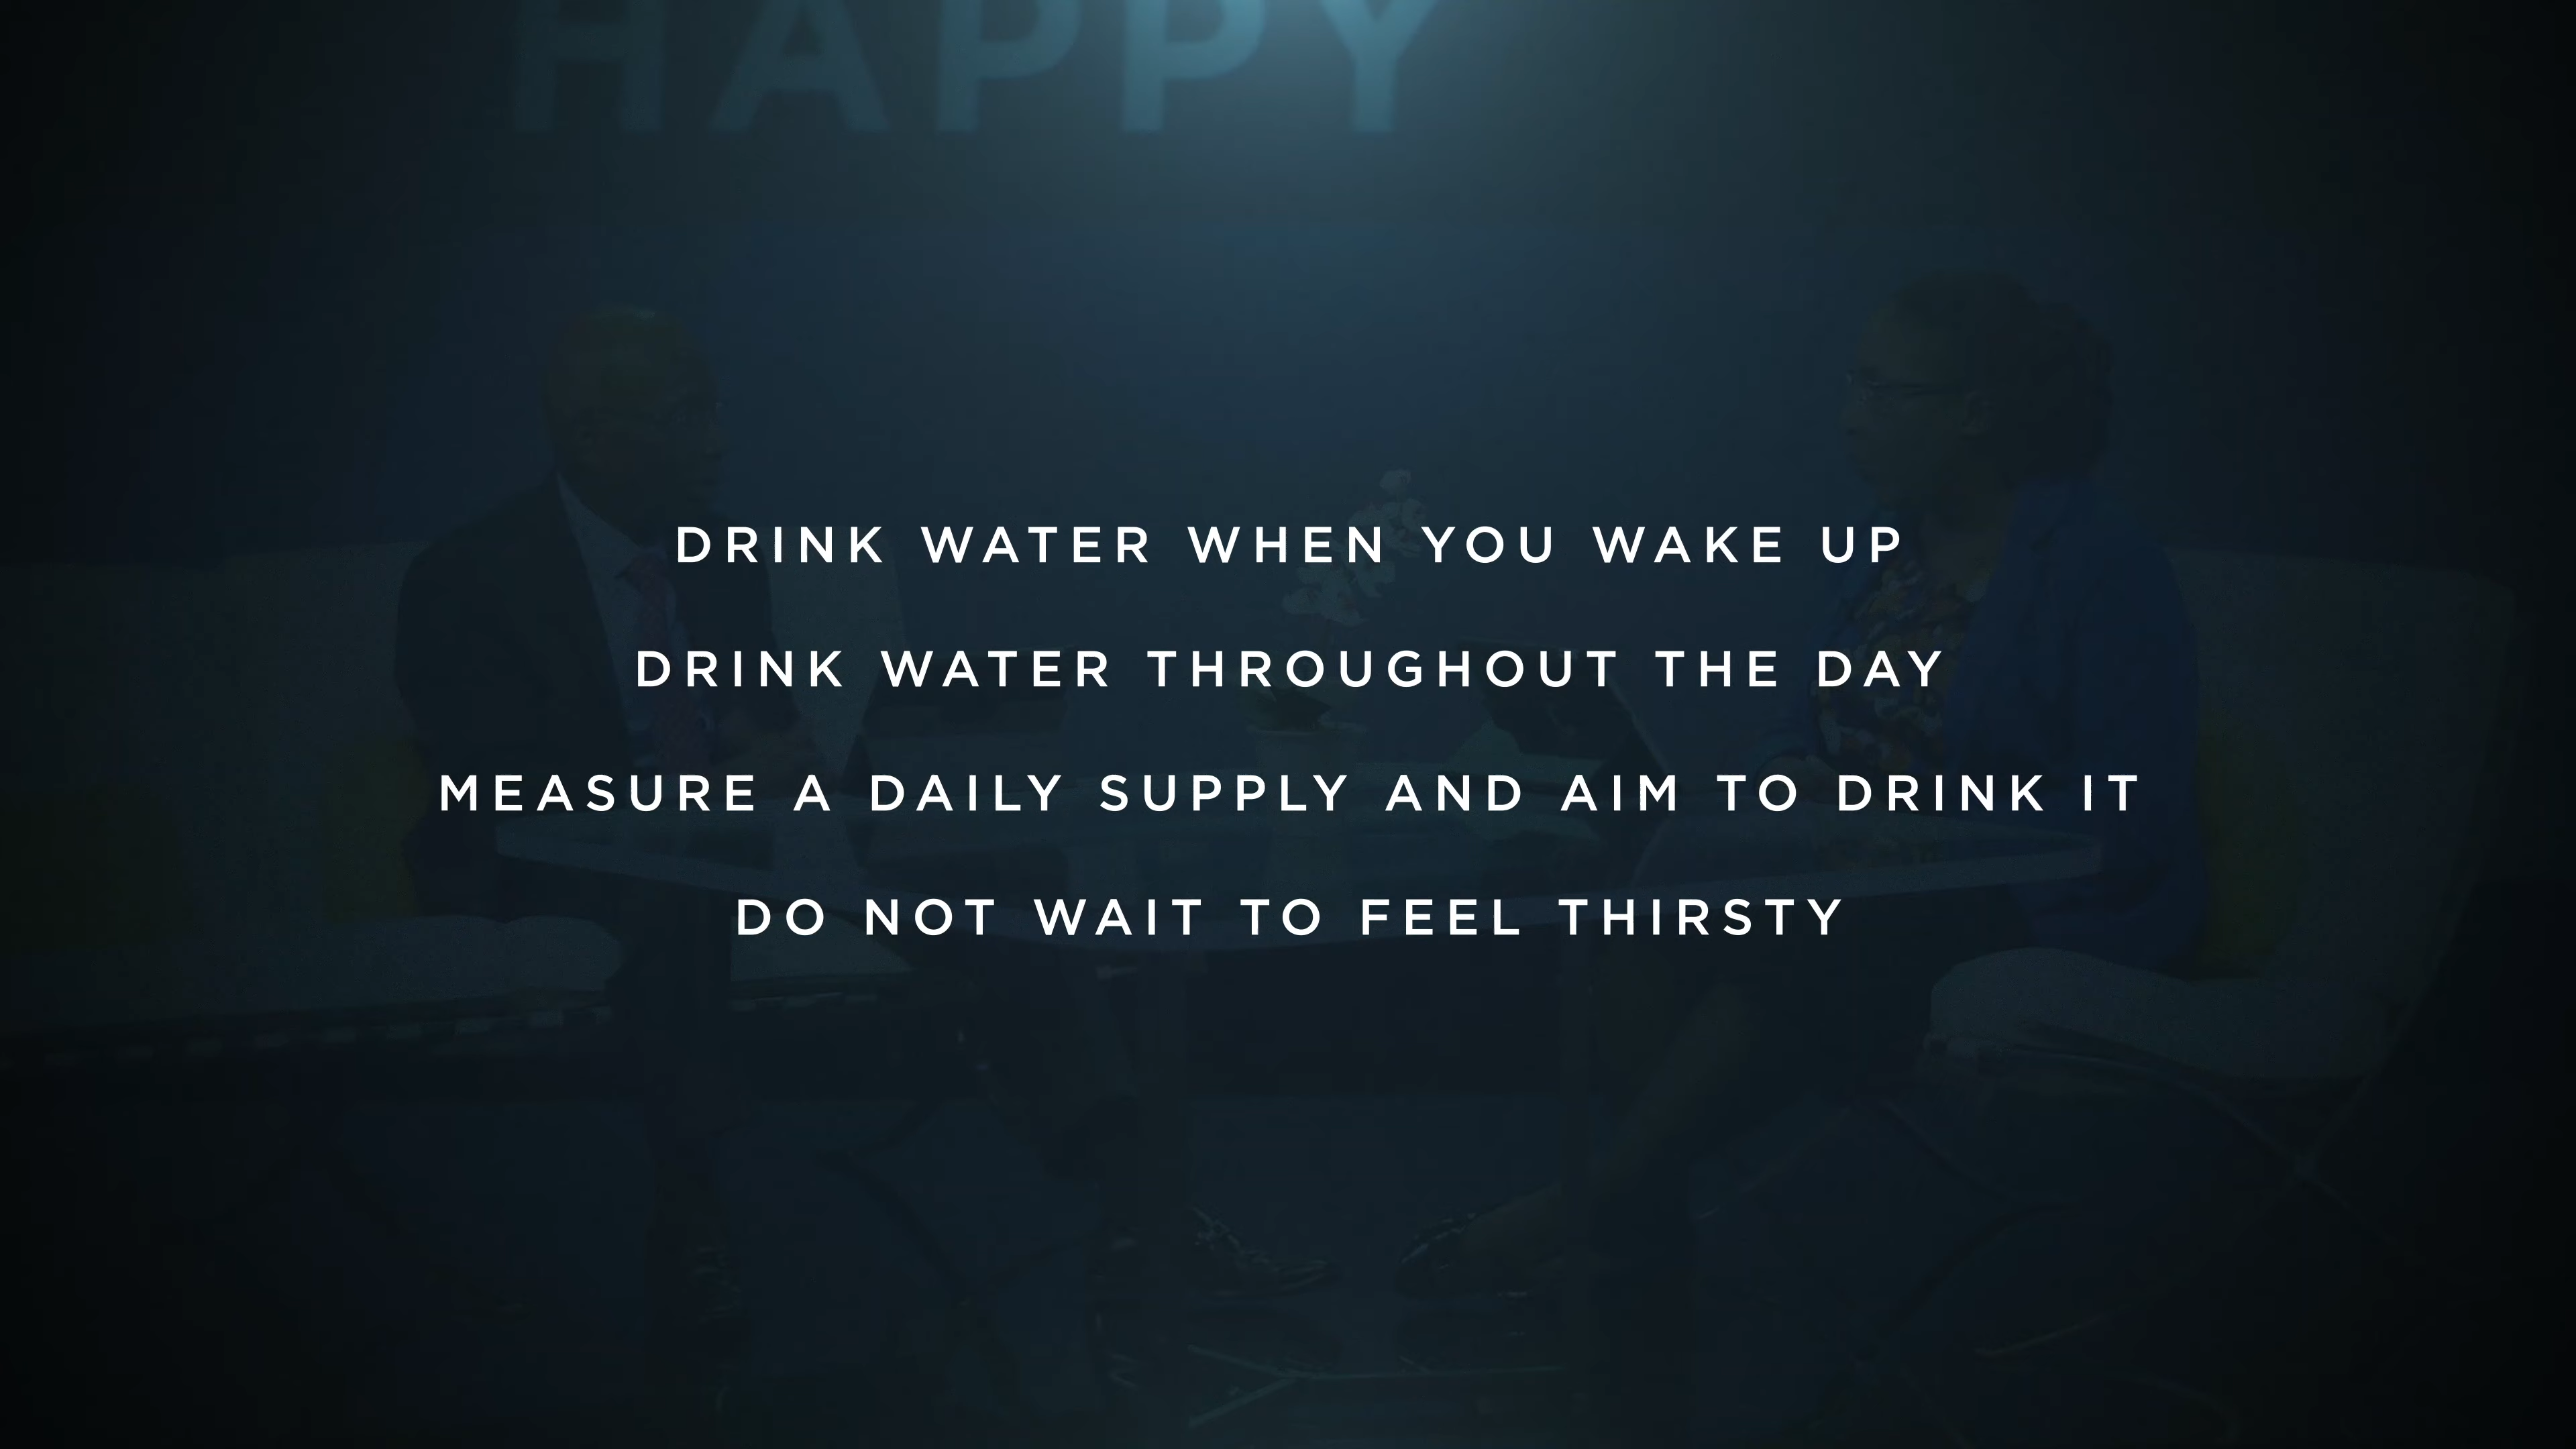 HAPPY
DRINK WATER WHEN YOU WAKE UP
DRINK WATER THROUGHOUT THE DAY
MEASURE A DAILY SUPPLY AND AIM TO DRINK IT
DO NOT WAIT TO FEEL THIRSTY